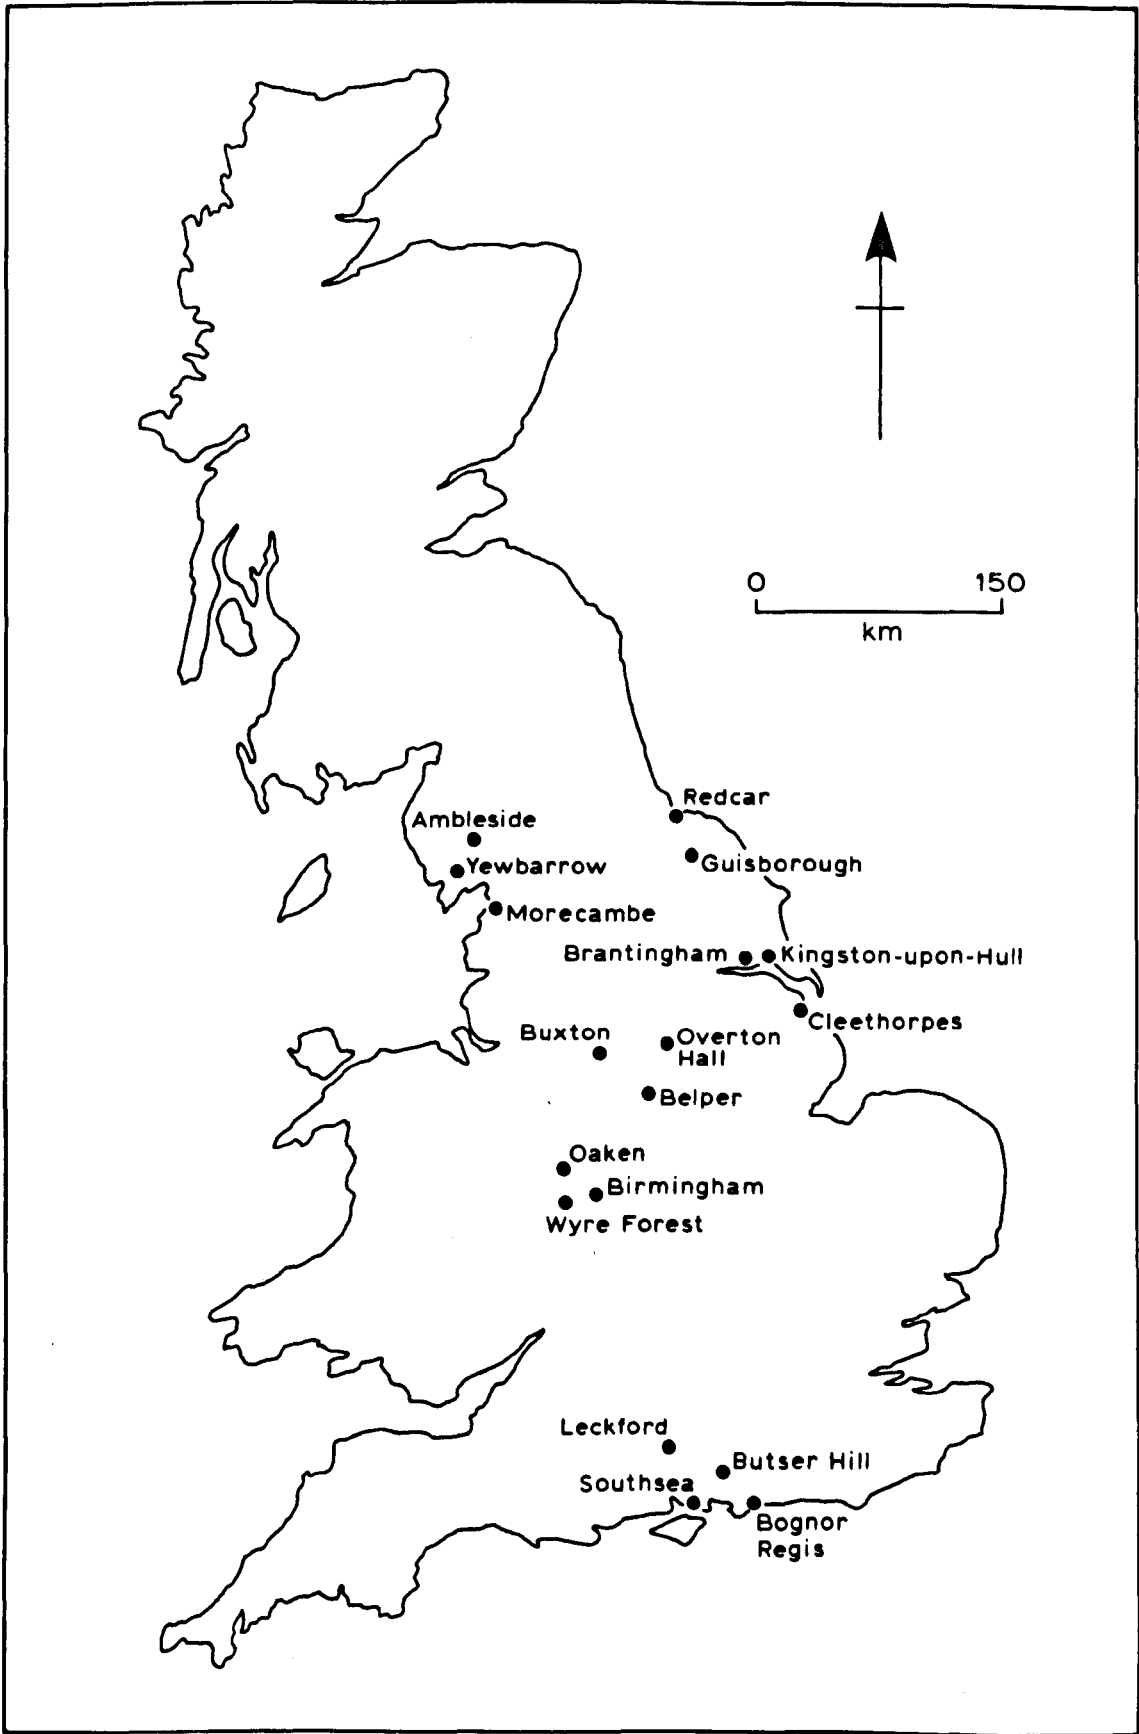 0 150
km
Redcar
Ambleside
Guisborough
Yewbarrow
Morecambe
Brantingham
Kingston-upon-Hull
Cleethorpes
Buxton
Overton
Hall
Belper
Oaken
Birmingham
Wyre Forest
Leckford
Butser Hill
Southsea
Bognor
Regis